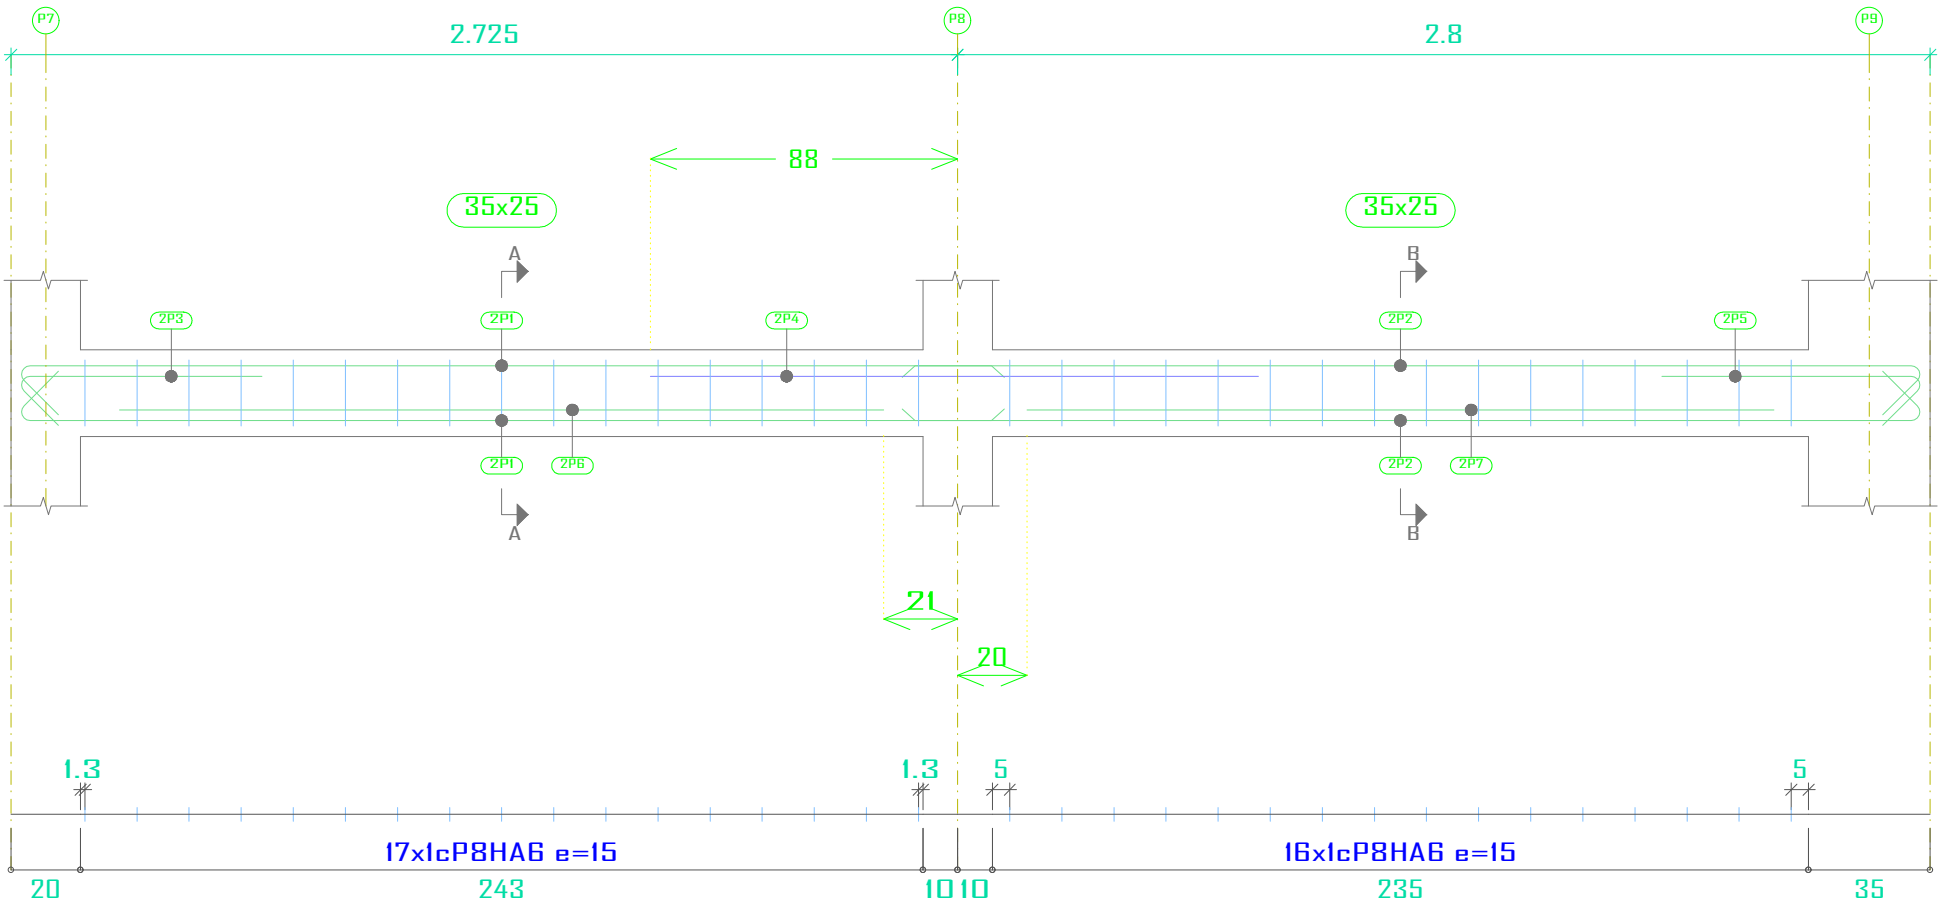 P7 P8 P9
2.725 2.8
88
35x25 35x25
A B
2P3 2P1 2P4 2P2 2P5
2P1 2P6 2P2 2P7
A B
21
20
1.3 1.3 5 5
17x1cP8HA6 e=15 16x1cP8HA6 e=15
20 243 10 10 235 35